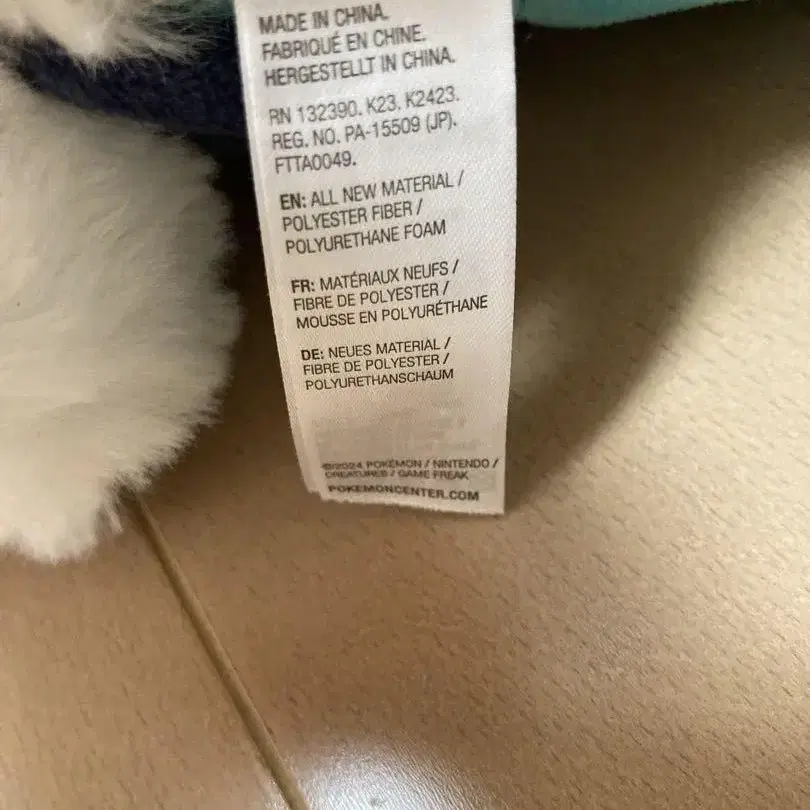 MADE IN CHINA.
FABRIQUÉ EN CHINE.
HERGESTELLT IN CHINA.
RN 132390. K23. K2423.
REG. NO. PA-15509 (JP).
FTTA0049.
EN: ALL NEW MATERIAL /
POLYESTER FIBER /
POLYURETHANE FOAM
FR: MATÉRIAUX NEUFS /
FIBRE DE POLYESTER /
MOUSSE EN POLYURÉTHANE
DE: NEUES MATERIAL /
FIBRE DE POLYESTER /
POLYURETHANSCHAUM
©2024 POKÉMON / NINTENDO /
CREATURES / GAME FREAK
POKEMONCENTER.COM